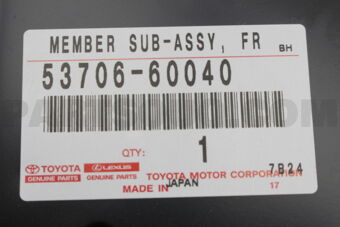 MEMBER SUB-ASSY, FR BH
53706-60040
QTY: 1
7B24
TOYOTA LEXUS TOYOTA MOTOR CORPORATION
GENUINE PARTS GENUINE PARTS MADE IN JAPAN 17